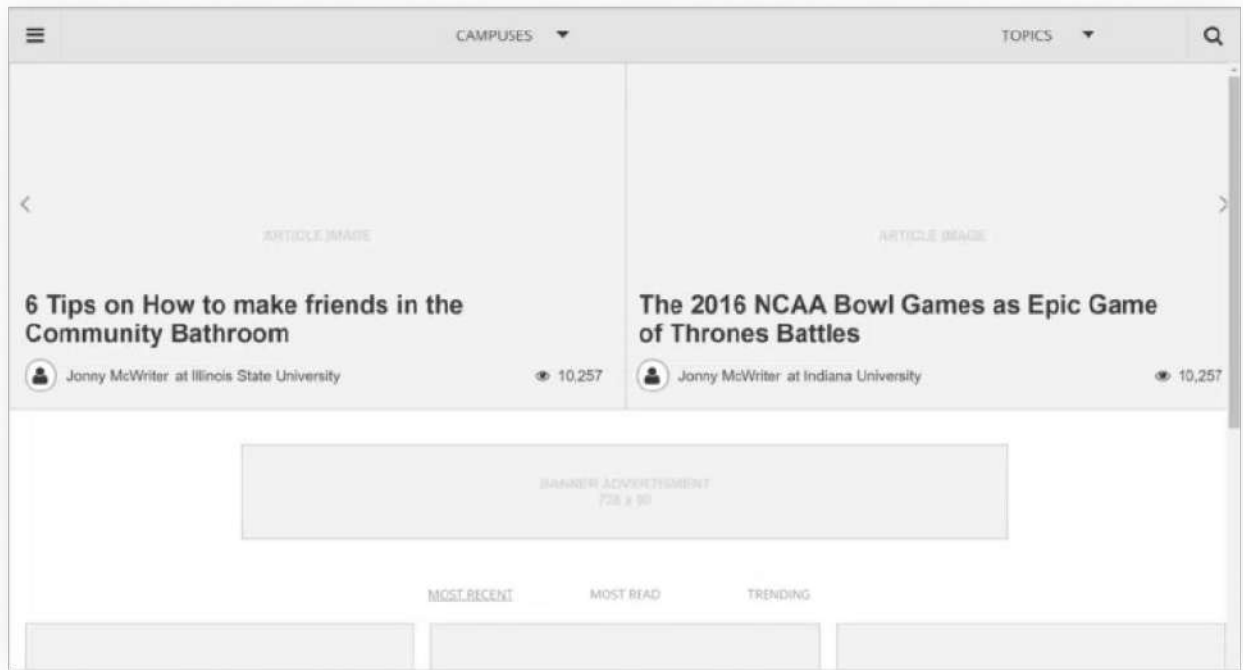 CAMPUSES
TOPICS
ARTICLE IMAGE
ARTICLE IMAGE
6 Tips on How to make friends in the
Community Bathroom
The 2016 NCAA Bowl Games as Epic Game
of Thrones Battles
Jonny McWriter at Illinois State University
10,257
Jonny McWriter at Indiana University
10,257
BANNER ADVERTISMENT
728 x 90
MOST RECENT
MOST READ
TRENDING